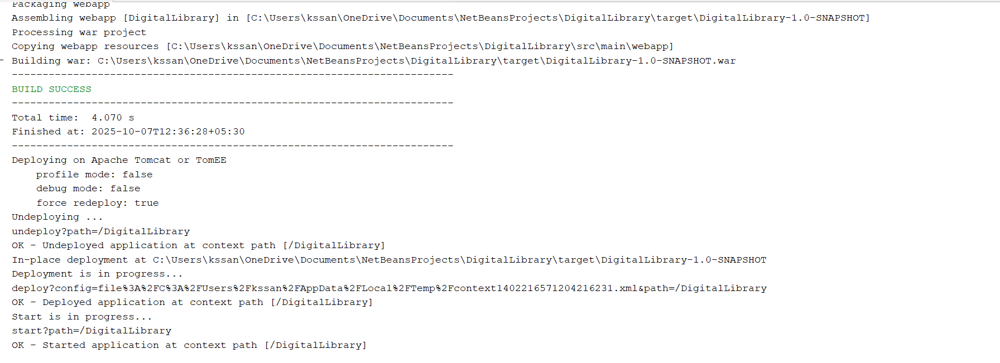 Packaging webapp
Assembling webapp [DigitalLibrary] in [C:\Users\kssan\OneDrive\Documents\NetBeansProjects\DigitalLibrary\target\DigitalLibrary-1.0-SNAPSHOT]
Processing war project
Copying webapp resources [C:\Users\kssan\OneDrive\Documents\NetBeansProjects\DigitalLibrary\src\main\webapp]
Building war: C:\Users\kssan\OneDrive\Documents\NetBeansProjects\DigitalLibrary\target\DigitalLibrary-1.0-SNAPSHOT.war
------------------------------------------------------------------------
BUILD SUCCESS
------------------------------------------------------------------------
Total time:  4.070 s
Finished at: 2025-10-07T12:36:28+05:30
------------------------------------------------------------------------
Deploying on Apache Tomcat or TomEE
    profile mode: false
    debug mode: false
    force redeploy: true
Undeploying ...
undeploy?path=/DigitalLibrary
OK - Undeployed application at context path [/DigitalLibrary]
In-place deployment at C:\Users\kssan\OneDrive\Documents\NetBeansProjects\DigitalLibrary\target\DigitalLibrary-1.0-SNAPSHOT
Deployment is in progress...
deploy?config=file%3A%2FC%3A%2FUsers%2Fkssan%2FAppData%2FLocal%2FTemp%2Fcontext1402216571204216231.xml&path=/DigitalLibrary
OK - Deployed application at context path [/DigitalLibrary]
Start is in progress...
start?path=/DigitalLibrary
OK - Started application at context path [/DigitalLibrary]